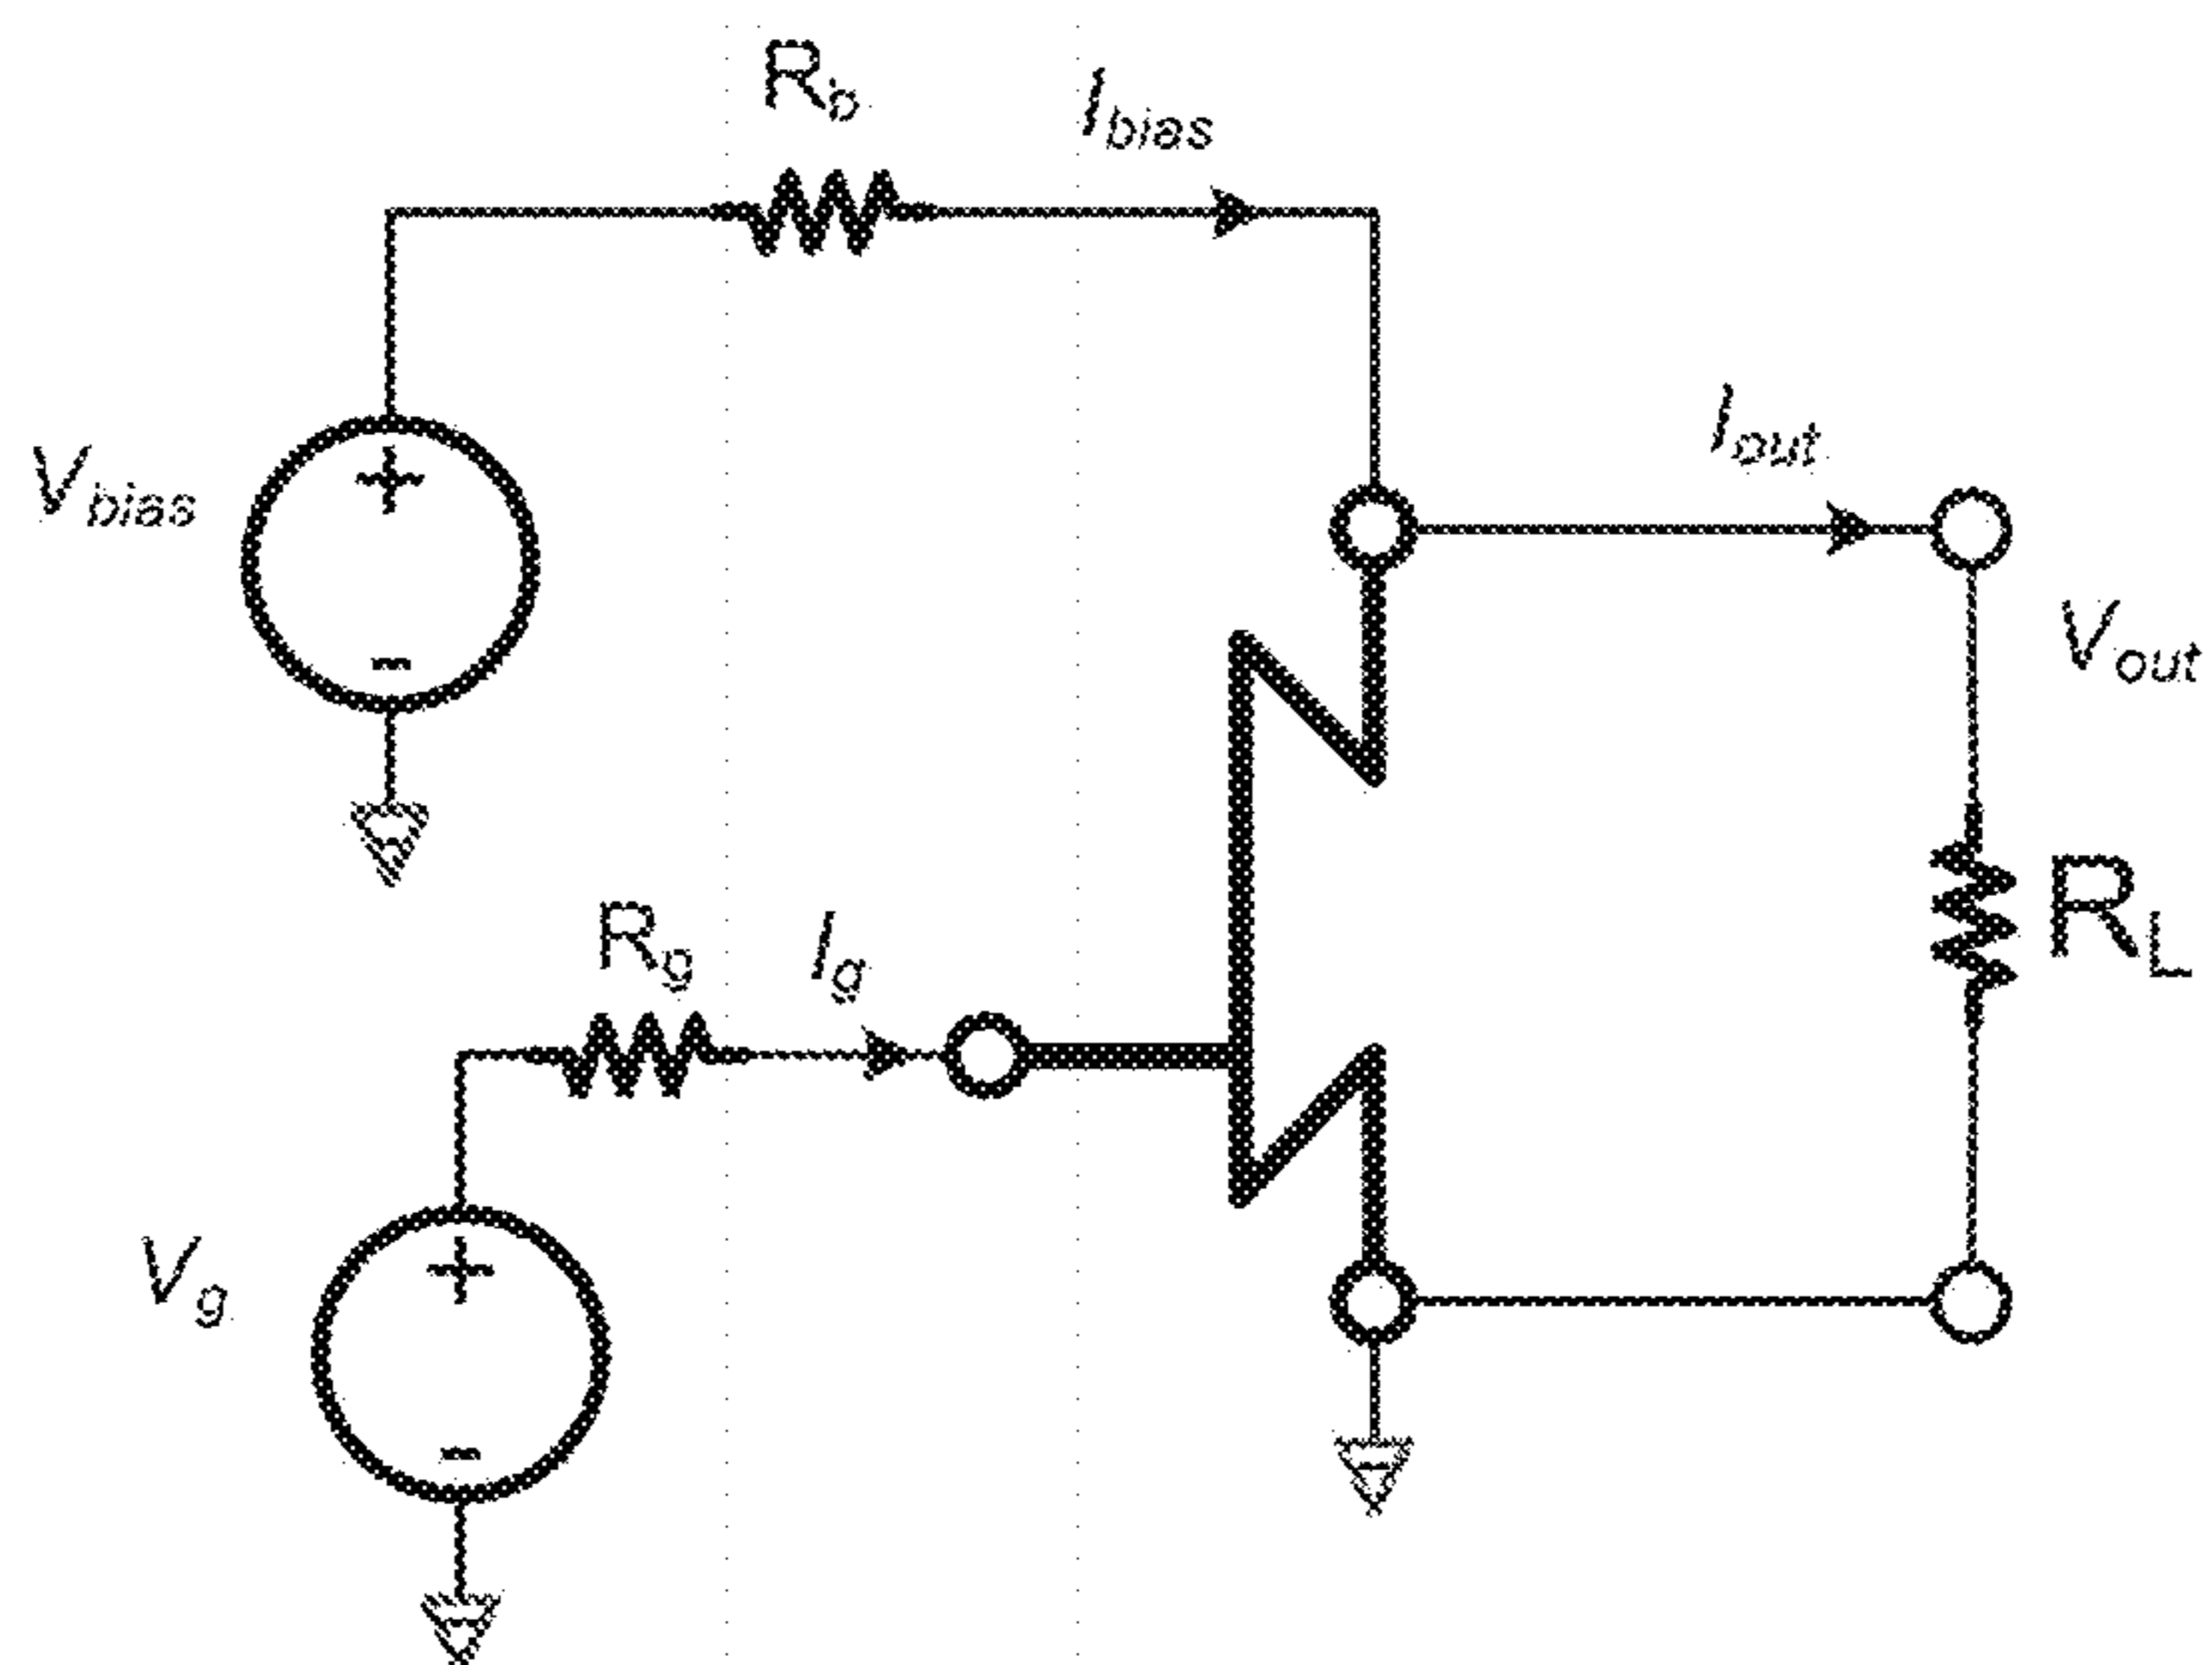 Rb
Ibias
Iout
Vbias
+
-
Vout
Rg
Ig
RL
Vg
+
-